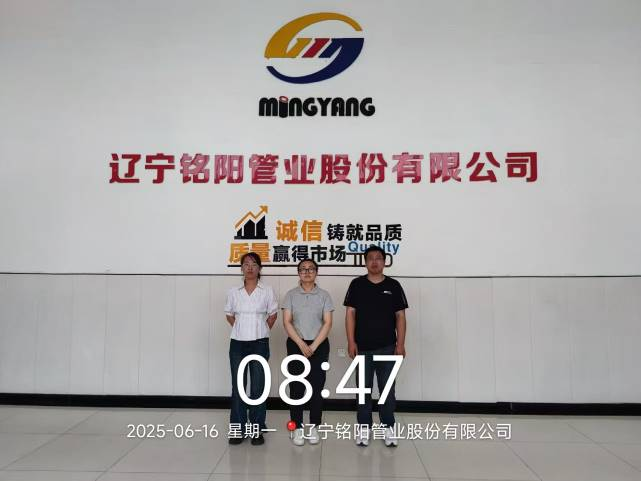 MINGYANG
辽宁铭阳管业股份有限公司
诚信铸就品质
质量赢得市场 Quality
08:47
2025-06-16 星期一 辽宁铭阳管业股份有限公司